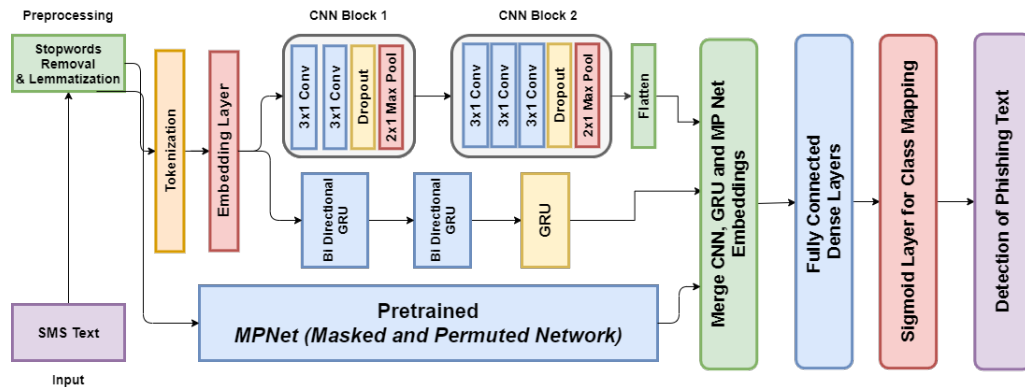 Preprocessing
Stopwords
Removal
& Lemmatization
SMS Text
Input
Tokenization
Embedding Layer
CNN Block 1
3x1 Conv
3x1 Conv
Dropout
2x1 Max Pool
CNN Block 2
3x1 Conv
3x1 Conv
3x1 Conv
Dropout
2x1 Max Pool
Flatten
BI Directional
GRU
BI Directional
GRU
GRU
Pretrained
MPNet (Masked and Permuted Network)
Merge CNN, GRU and MP Net
Embeddings
Fully Connected
Dense Layers
Sigmoid Layer for Class Mapping
Detection of Phishing Text